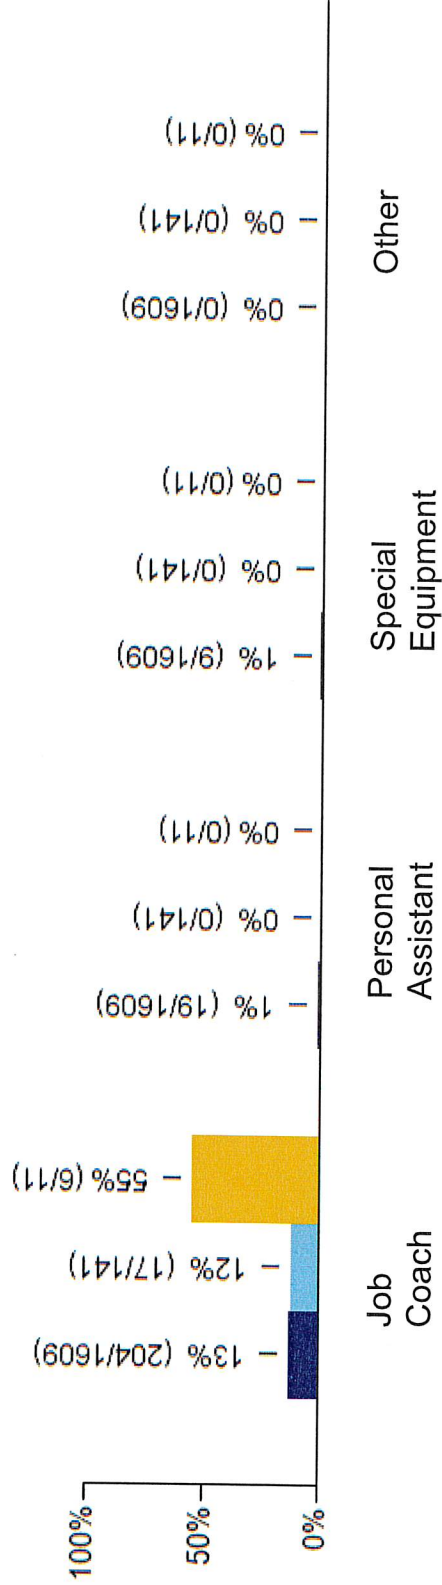 100%
50%
0%
13% (204/1609)
12% (17/141)
55% (6/11)
1% (19/1609)
0% (0/141)
0% (0/11)
1% (9/1609)
0% (0/141)
0% (0/11)
0% (0/1609)
0% (0/141)
0% (0/11)
Job
Coach
Personal
Assistant
Special
Equipment
Other